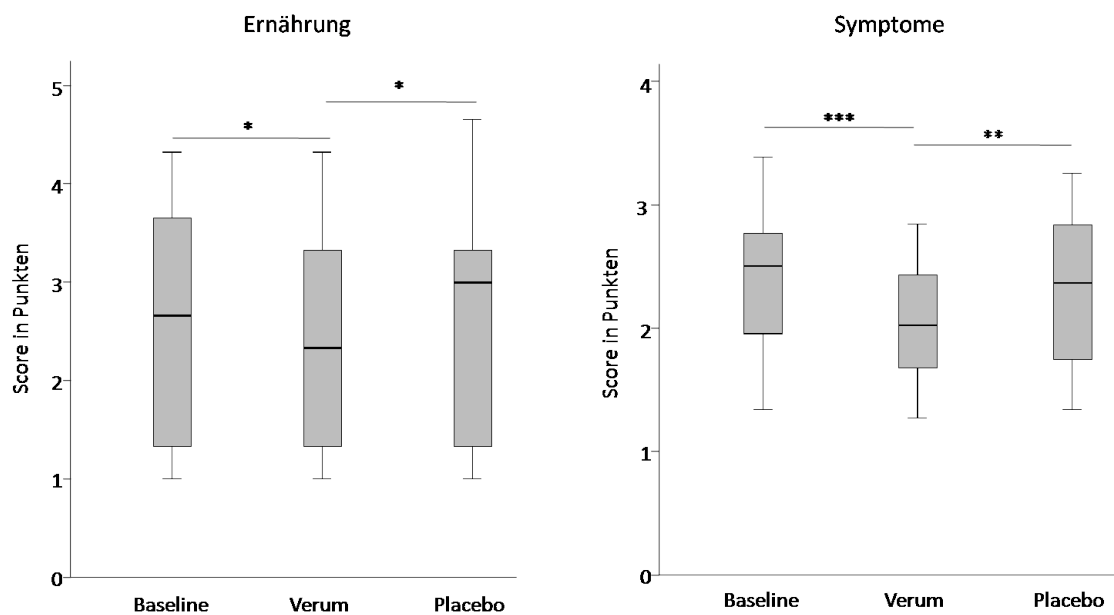 Ernährung
Score in Punkten
5
4
3
2
1
0
*
*
Baseline Verum Placebo
Symptome
Score in Punkten
4
3
2
1
0
***
**
Baseline Verum Placebo